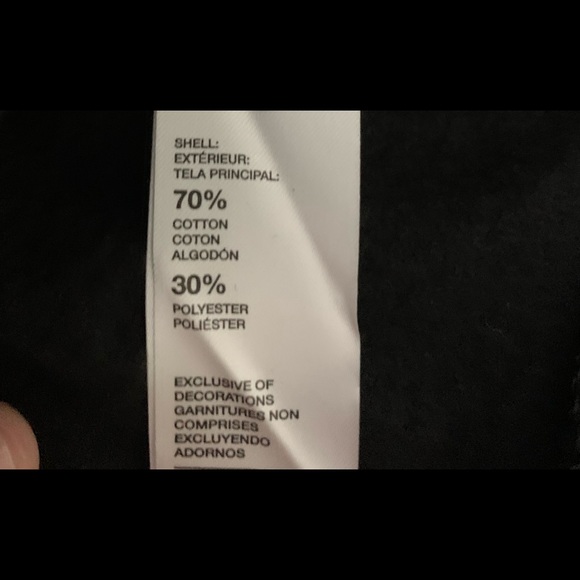 SHELL:
EXTÉRIEUR:
TELA PRINCIPAL:
70%
COTTON
COTON
ALGODÓN
30%
POLYESTER
POLIÉSTER
EXCLUSIVE OF
DECORATIONS
GARNITURES NON
COMPRISES
EXCLUYENDO
ADORNOS